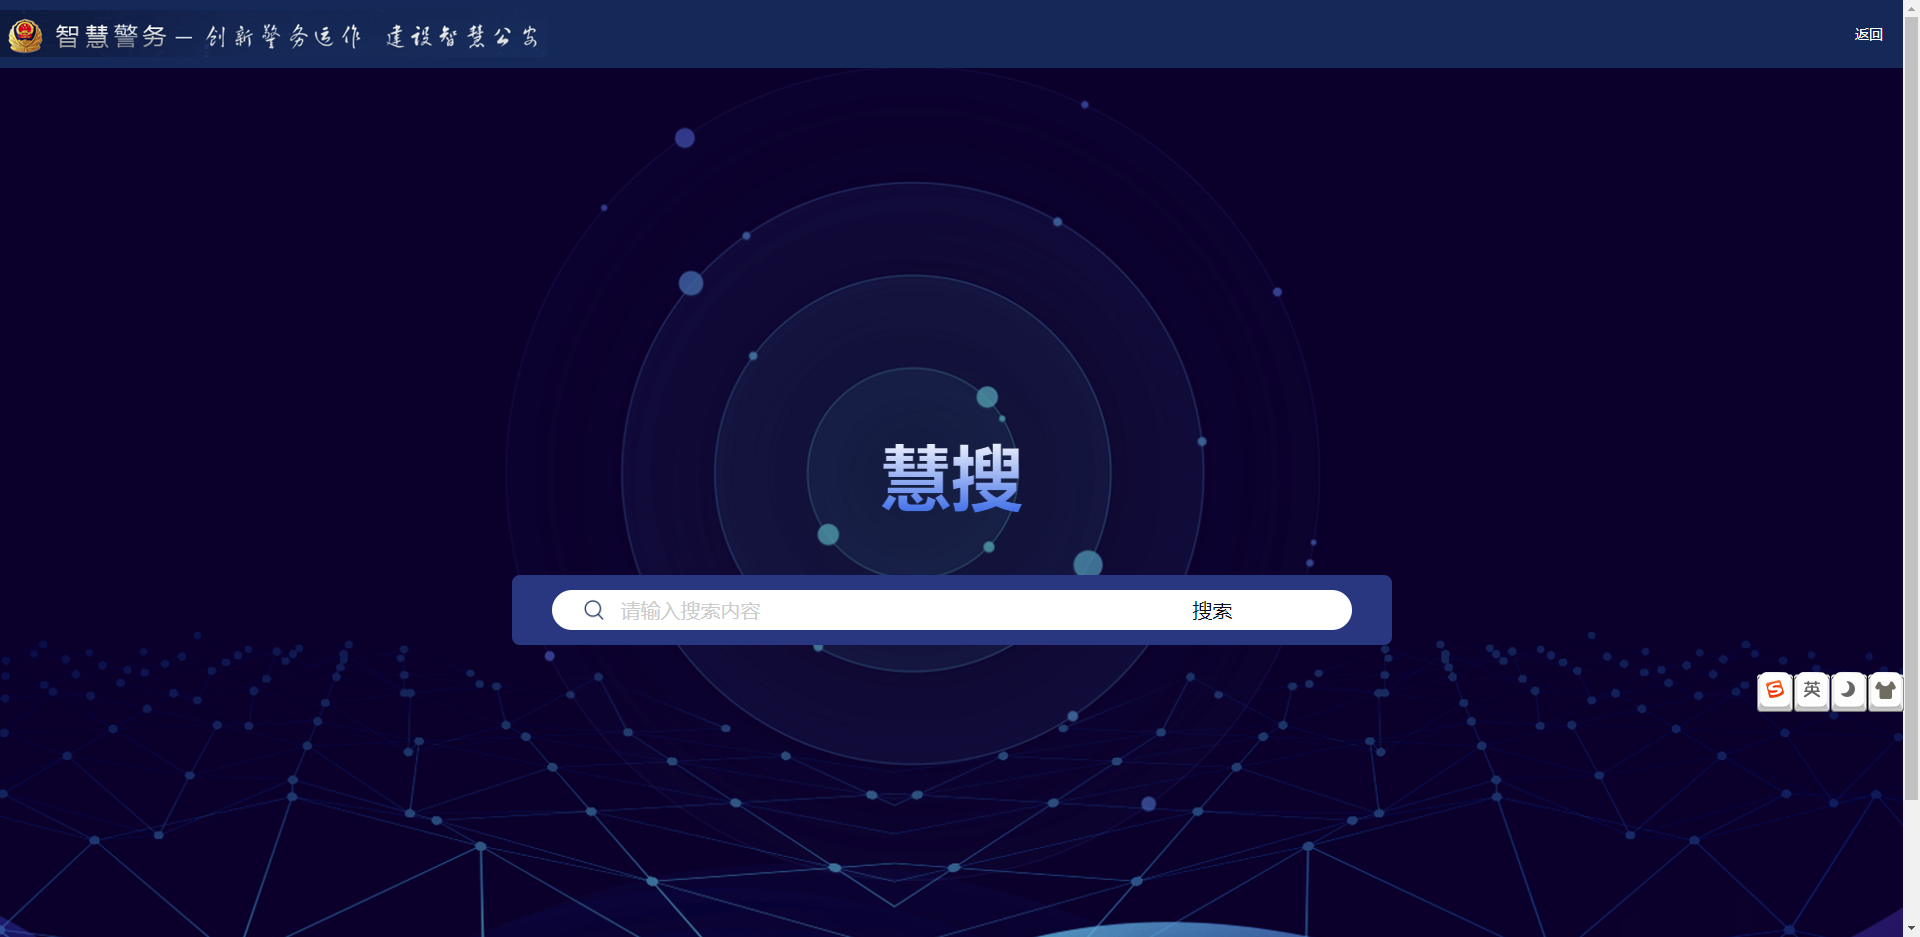 智慧警务 — 创新警务运作 建设智慧公安
返回
慧搜
请输入搜索内容
搜索
英